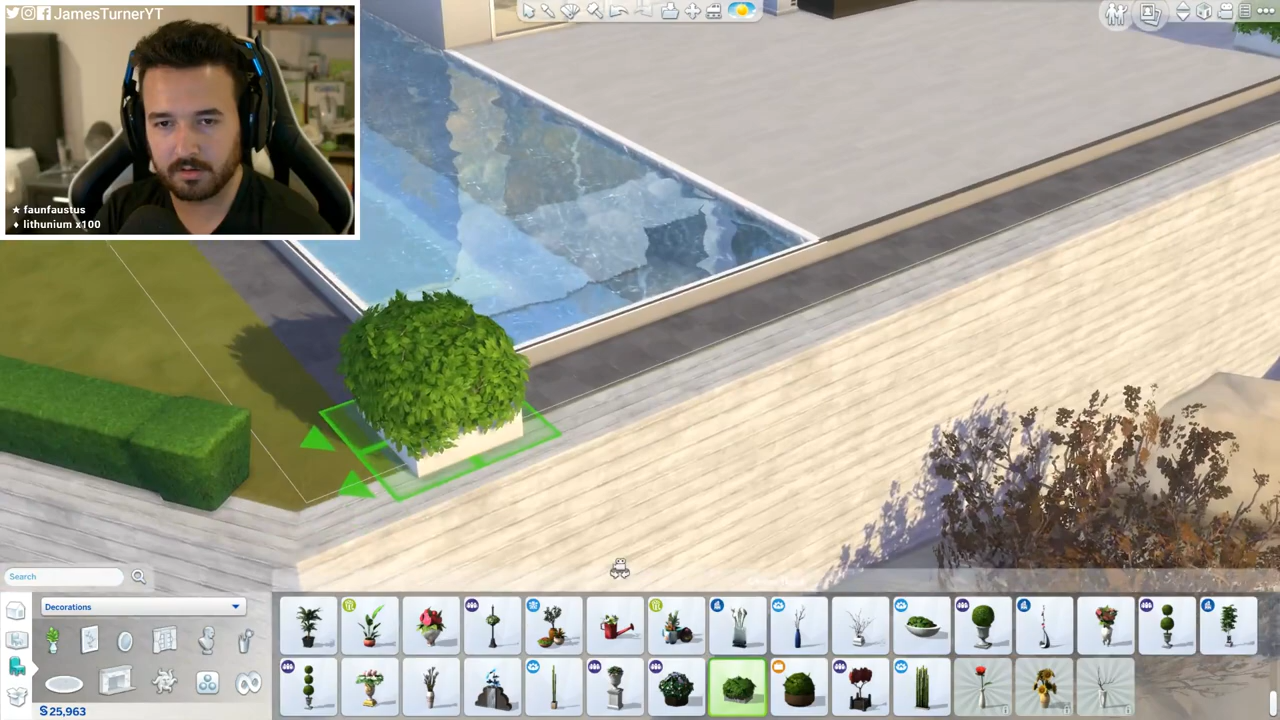 JamesTurnerYT
faunfaustus
lithunium x100
Search
Decorations
§25,963